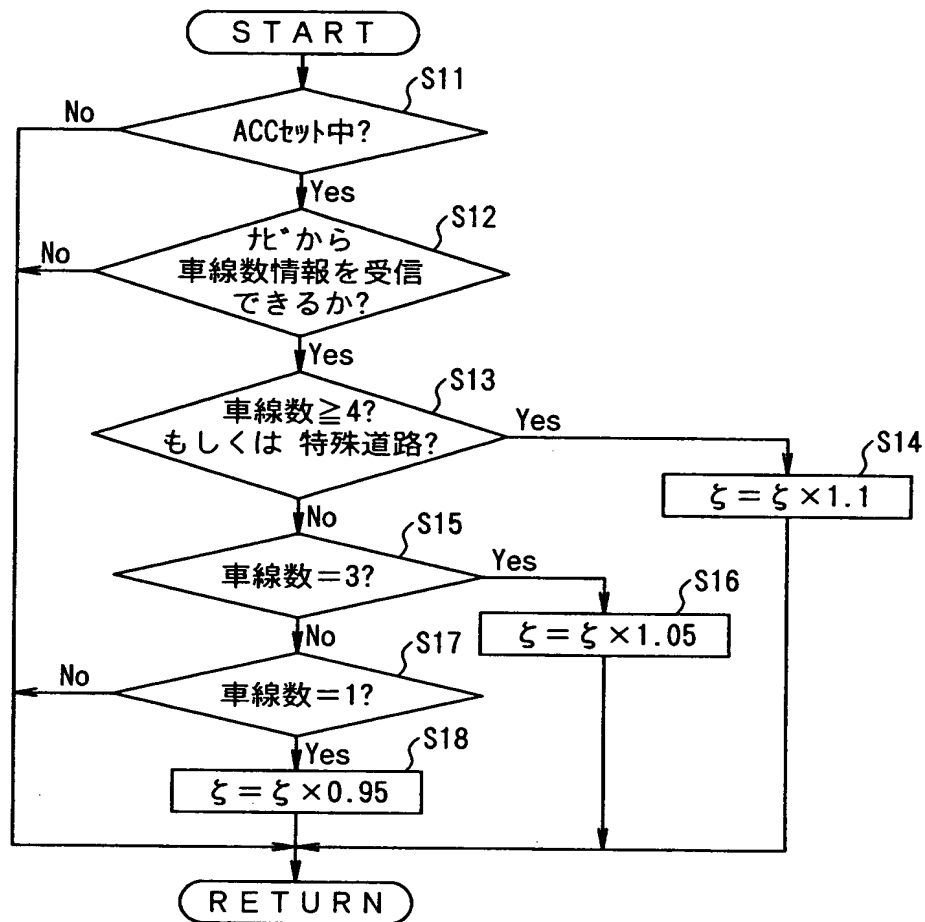 START
S11
No
ACCセット中?
Yes
S12
No
ナビから
車線数情報を受信
できるか?
Yes
S13
車線数≧4?
もしくは 特殊道路?
Yes
S14
ζ=ζ×1.1
No
S15
車線数=3?
Yes
S16
ζ=ζ×1.05
No
S17
No
車線数=1?
Yes
S18
ζ=ζ×0.95
RETURN